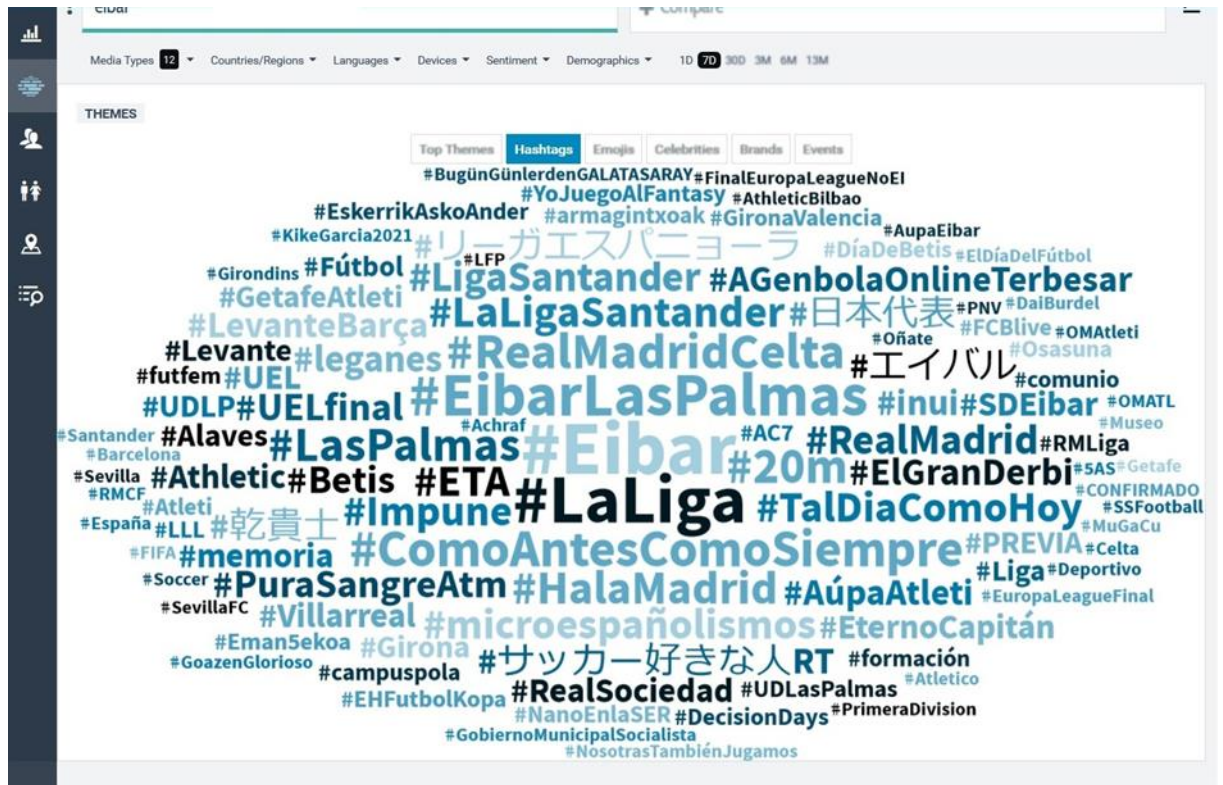 eibar
+ Compare
Media Types 12 Countries/Regions Languages Devices Sentiment Demographics 1D 7D 30D 3M 6M 13M
THEMES
Top Themes Hashtags Emojis Celebrities Brands Events
#BugünGünlerdenGALATASARAY #FinalEuropaLeagueNoEI
#YoJuegoAlFantasy #AthleticBilbao
#EskerrikAskoAnder #armagintxoak #GironaValencia
#KikeGarcia2021 #リーガエスパニョーラ #AupaEibar
#LFP #DíaDeBetis #ElDíaDelFútbol
#Girondins #Fútbol #LigaSantander #AGenbolaOnlineTerbesar
#GetafeAtleti #LaLigaSantander #日本代表 #PNV #DaiBurdel
#LevanteBarça #FCBlive #OMAtleti
#Levante #leganes #RealMadridCelta #エイバル #Oñate #Osasuna
#futfem #UEL #comunio
#UDLP #UELfinal #EibarLasPalmas #inui #SDEibar #OMATL
#Santander #Alaves #LasPalmas #Achraf #Eibar #AC7 #RealMadrid #RMLiga #Museo
#Barcelona
#Sevilla #Athletic #Betis #ETA #20m #ElGranDerbi #5AS #Getafe
#RMCF #Atleti #LaLiga #CONFIRMADO
#España #LLL #乾貴士 #Impune #TalDiaComoHoy #SSFootball
#MuGaCu
#FIFA #memoria #ComoAntesComoSiempre #PREVIA #Celta
#Soccer #PuraSangreAtm #HalaMadrid #AúpaAtleti #Liga #Deportivo
#SevillaFC #Villarreal #EuropaLeagueFinal
#Eman5ekoa #microespañolismos #EternoCapitán
#GoazenGlorioso #Girona #サッカー好きな人RT #formación
#campuspola #Atletico
#EHFutbolKopa #RealSociedad #UDLasPalmas
#NanoEnlaSER #DecisionDays #PrimeraDivision
#GobiernoMunicipalSocialista
#NosotrasTambiénJugamos